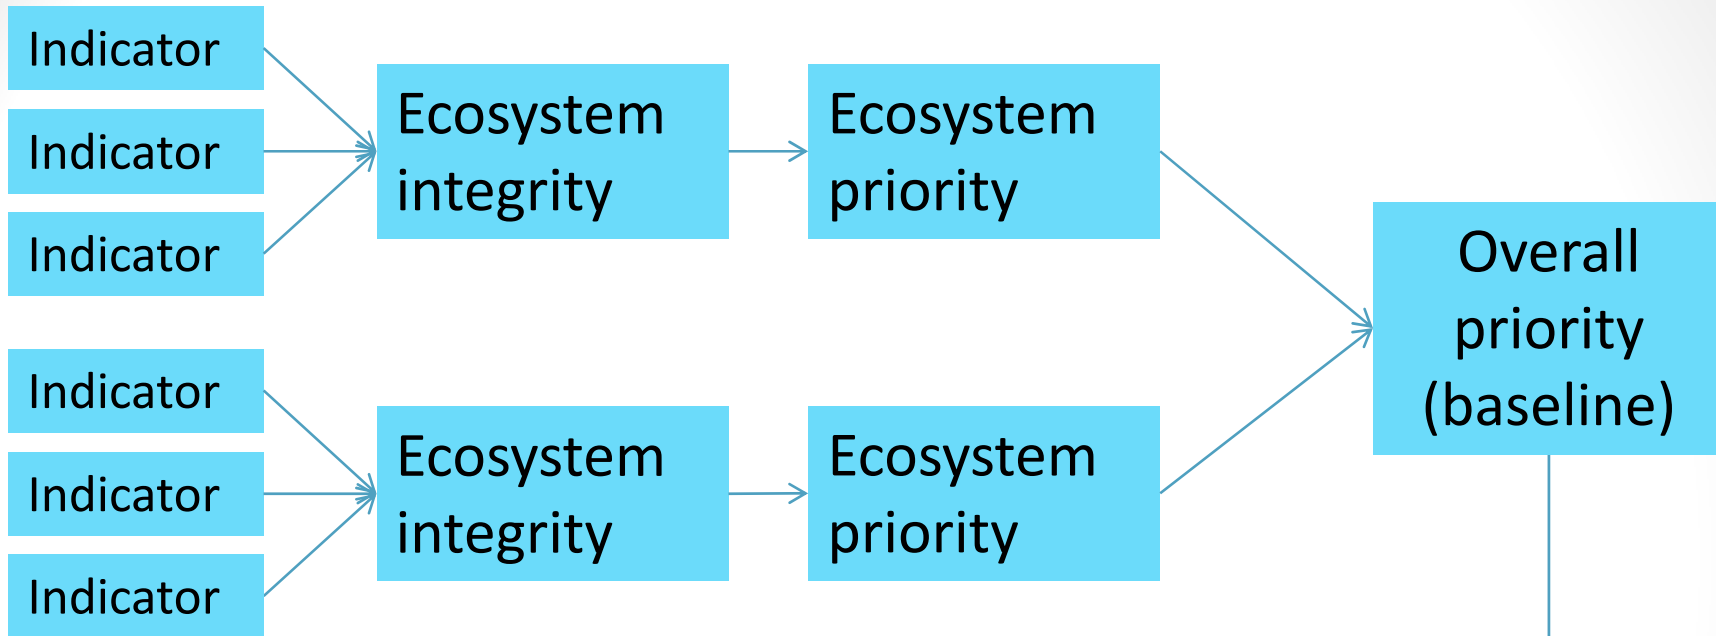 Indicator
Indicator
Indicator
Ecosystem
integrity
Ecosystem
priority
Indicator
Indicator
Indicator
Ecosystem
integrity
Ecosystem
priority
Overall
priority
(baseline)